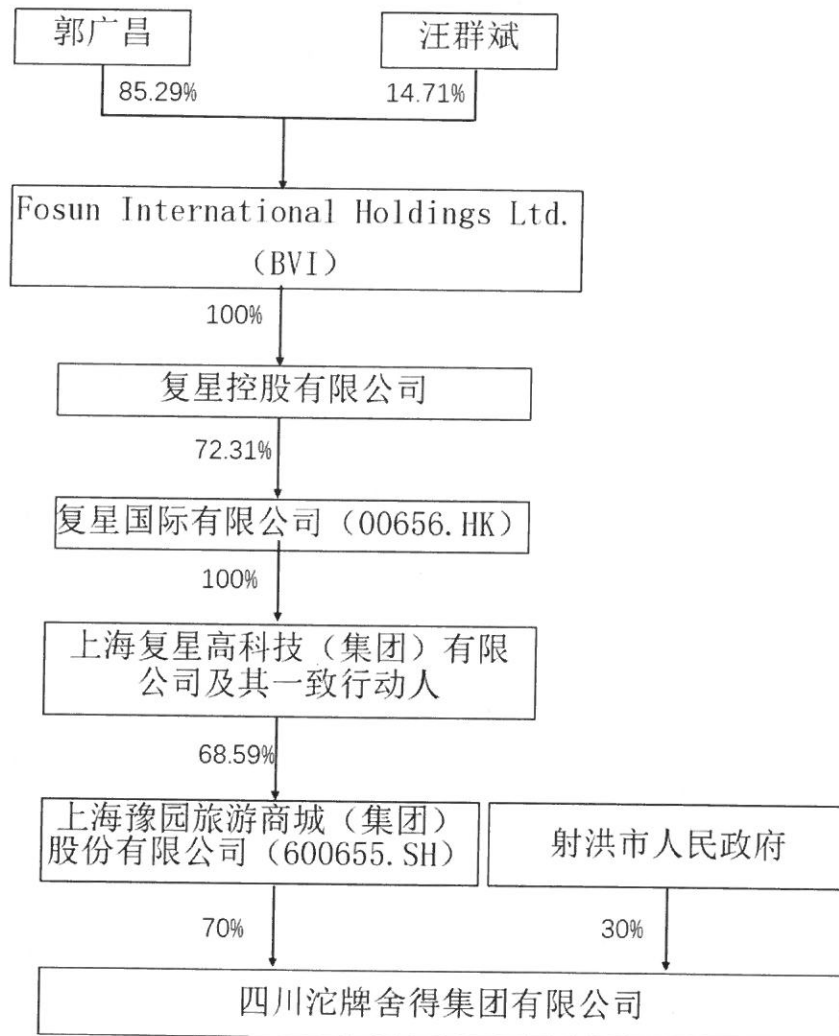 郭广昌
汪群斌
85.29%
14.71%
Fosun International Holdings Ltd.
（BVI）
100%
复星控股有限公司
72.31%
复星国际有限公司（00656.HK）
100%
上海复星高科技（集团）有限
公司及其一致行动人
68.59%
上海豫园旅游商城（集团）
股份有限公司（600655.SH）
射洪市人民政府
70%
30%
四川沱牌舍得集团有限公司